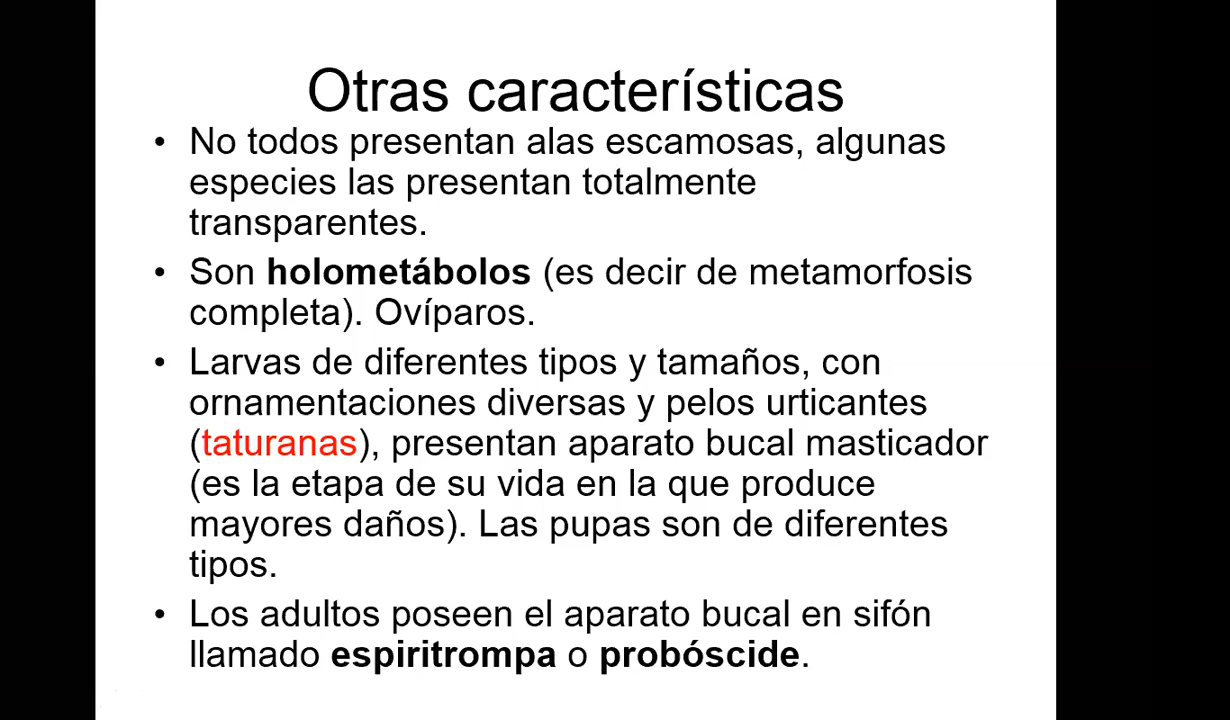 Otras características
• No todos presentan alas escamosas, algunas
especies las presentan totalmente
transparentes.
• Son holometábolos (es decir de metamorfosis
completa). Ovíparos.
• Larvas de diferentes tipos y tamaños, con
ornamentaciones diversas y pelos urticantes
(taturanas), presentan aparato bucal masticador
(es la etapa de su vida en la que produce
mayores daños). Las pupas son de diferentes
tipos.
• Los adultos poseen el aparato bucal en sifón
llamado espiritrompa o probóscide.